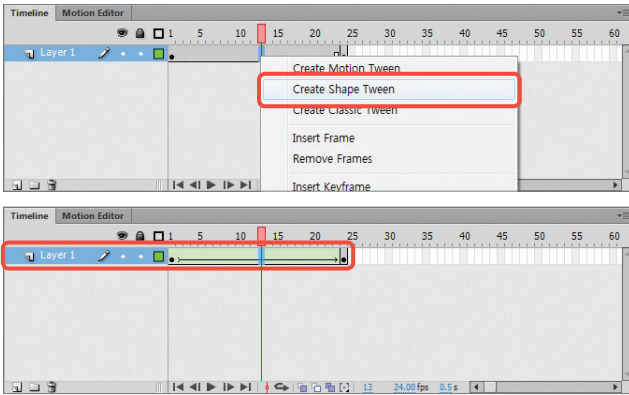 Timeline Motion Editor
1 5 10 15 20 25 30 35 40 45 50 55 60
Layer 1
Create Motion Tween
Create Shape Tween
Create Classic Tween
Insert Frame
Remove Frames
Insert Keyframe
Timeline Motion Editor
1 5 10 15 20 25 30 35 40 45 50 55 60
Layer 1
13 24.00 fps 0.5 s